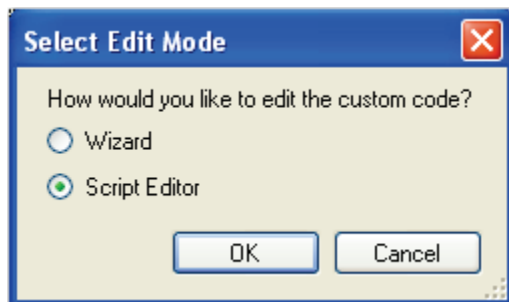 Select Edit Mode
How would you like to edit the custom code?
Wizard
Script Editor
OK Cancel